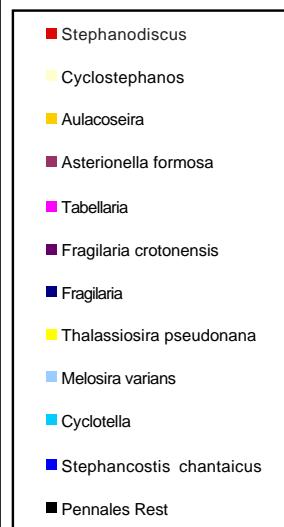 Stephanodiscus
Cyclostephanos
Aulacoseira
Asterionella formosa
Tabellaria
Fragilaria crotonensis
Fragilaria
Thalassiosira pseudonana
Melosira varians
Cyclotella
Stephancostis chantaicus
Pennales Rest